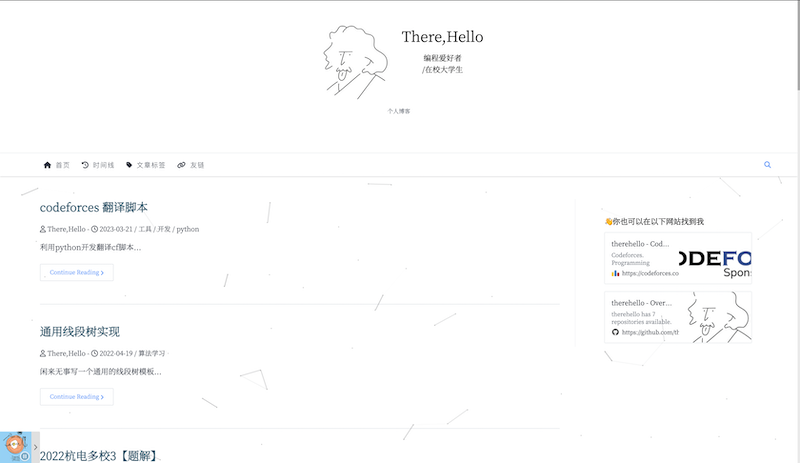 There,Hello
编程爱好者
/在校大学生
个人博客
首页 时间线 文章标签 友链
codeforces 翻译脚本
There,Hello - 2023-03-21 / 工具 / 开发 / python
利用python开发翻译cf脚本...
Continue Reading
通用线段树实现
There,Hello - 2022-04-19 / 算法学习
闲来无事写一个通用的线段树模板...
Continue Reading
2022杭电多校3【题解】
👋你也可以在以下网站找到我
therehello - Cod...
Codeforces.
Programming
https://codeforces.co
ODEFO
Spons
therehello - Over...
therehello has 7
repositories available.
https://github.com/th